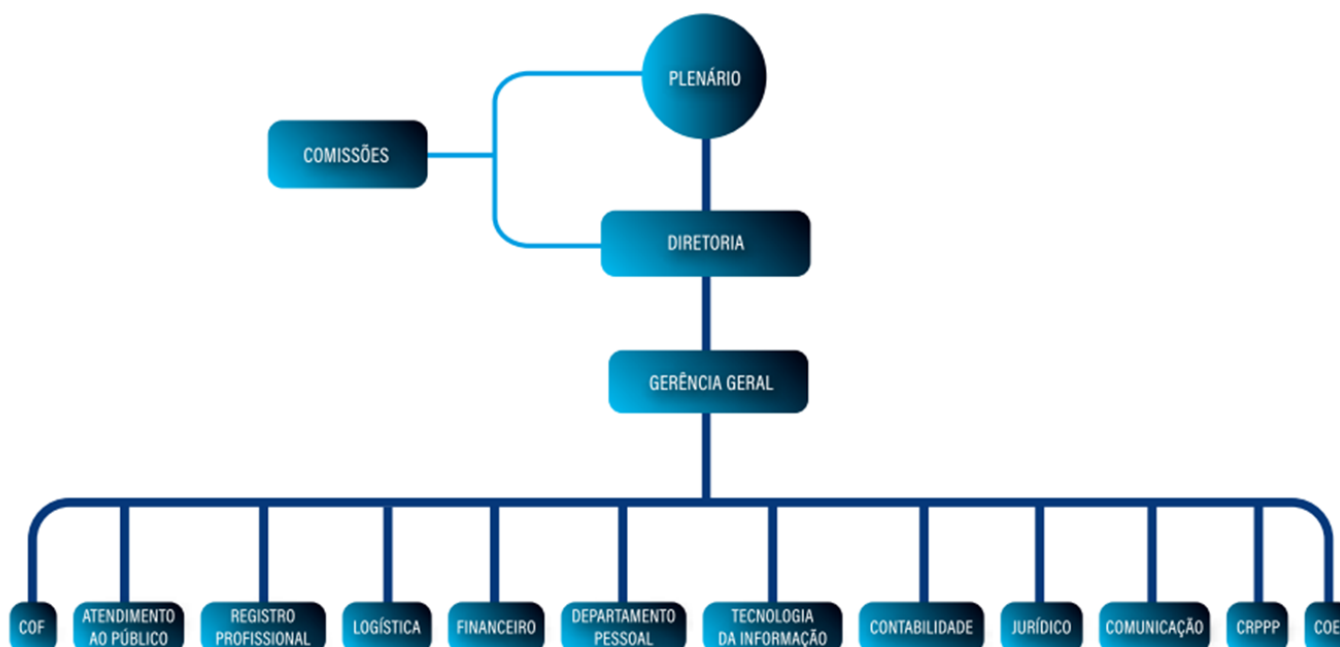 PLENÁRIO
COMISSÕES
DIRETORIA
GERÊNCIA GERAL
COF
ATENDIMENTO
AO PÚBLICO
REGISTRO
PROFISSIONAL
LOGÍSTICA
FINANCEIRO
DEPARTAMENTO
PESSOAL
TECNOLOGIA
DA INFORMAÇÃO
CONTABILIDADE
JURÍDICO
COMUNICAÇÃO
CRPPP
COE